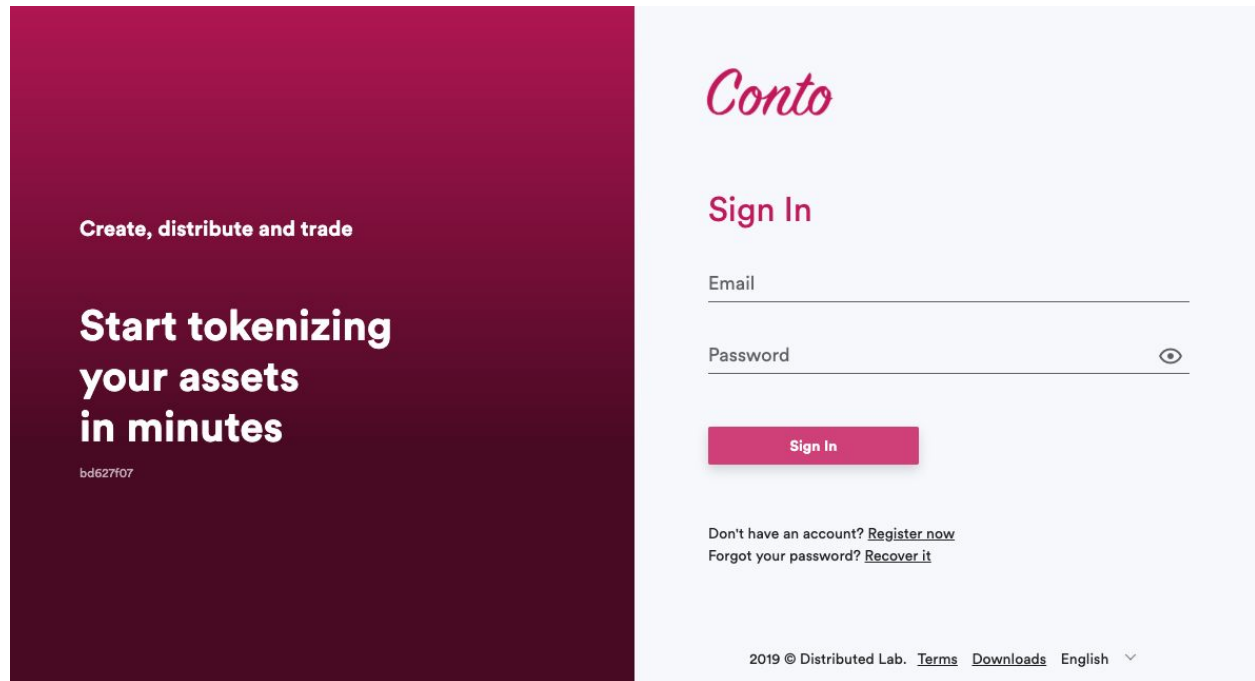 Create, distribute and trade
Start tokenizing
your assets
in minutes
bd627f07
Conto
Sign In
Email
Password
Sign In
Don't have an account? Register now
Forgot your password? Recover it
2019 © Distributed Lab. Terms Downloads English